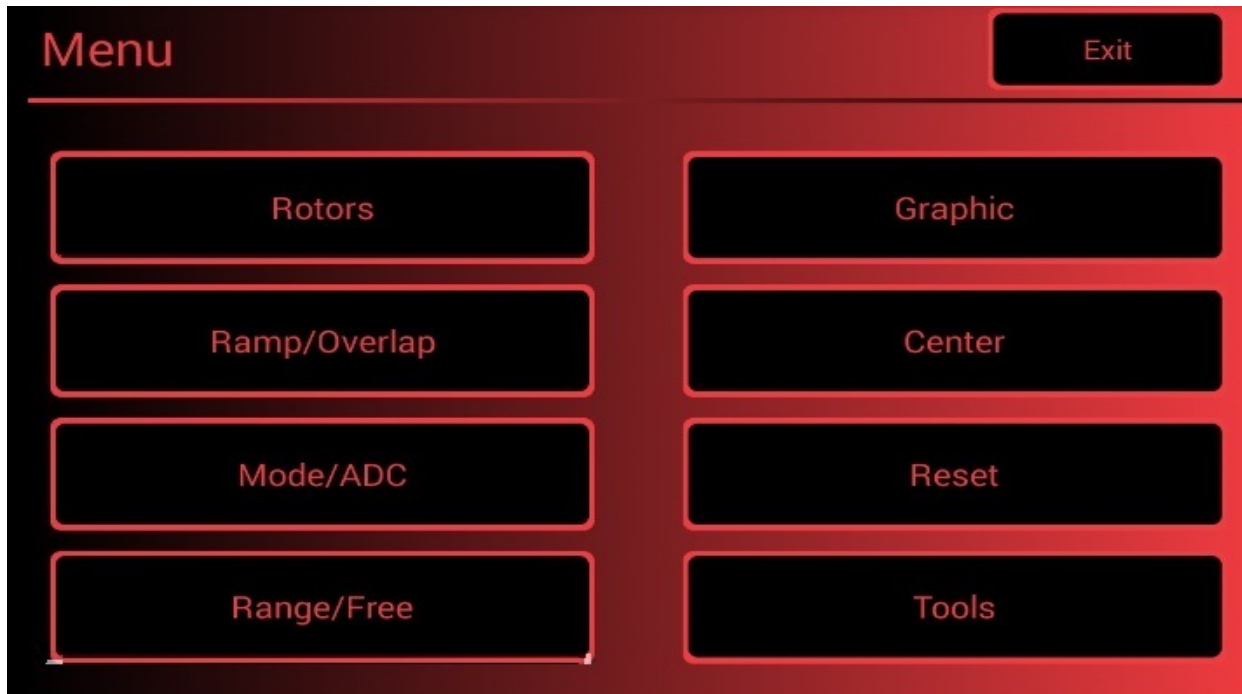 Menu
Exit
Rotors
Graphic
Ramp/Overlap
Center
Mode/ADC
Reset
Range/Free
Tools